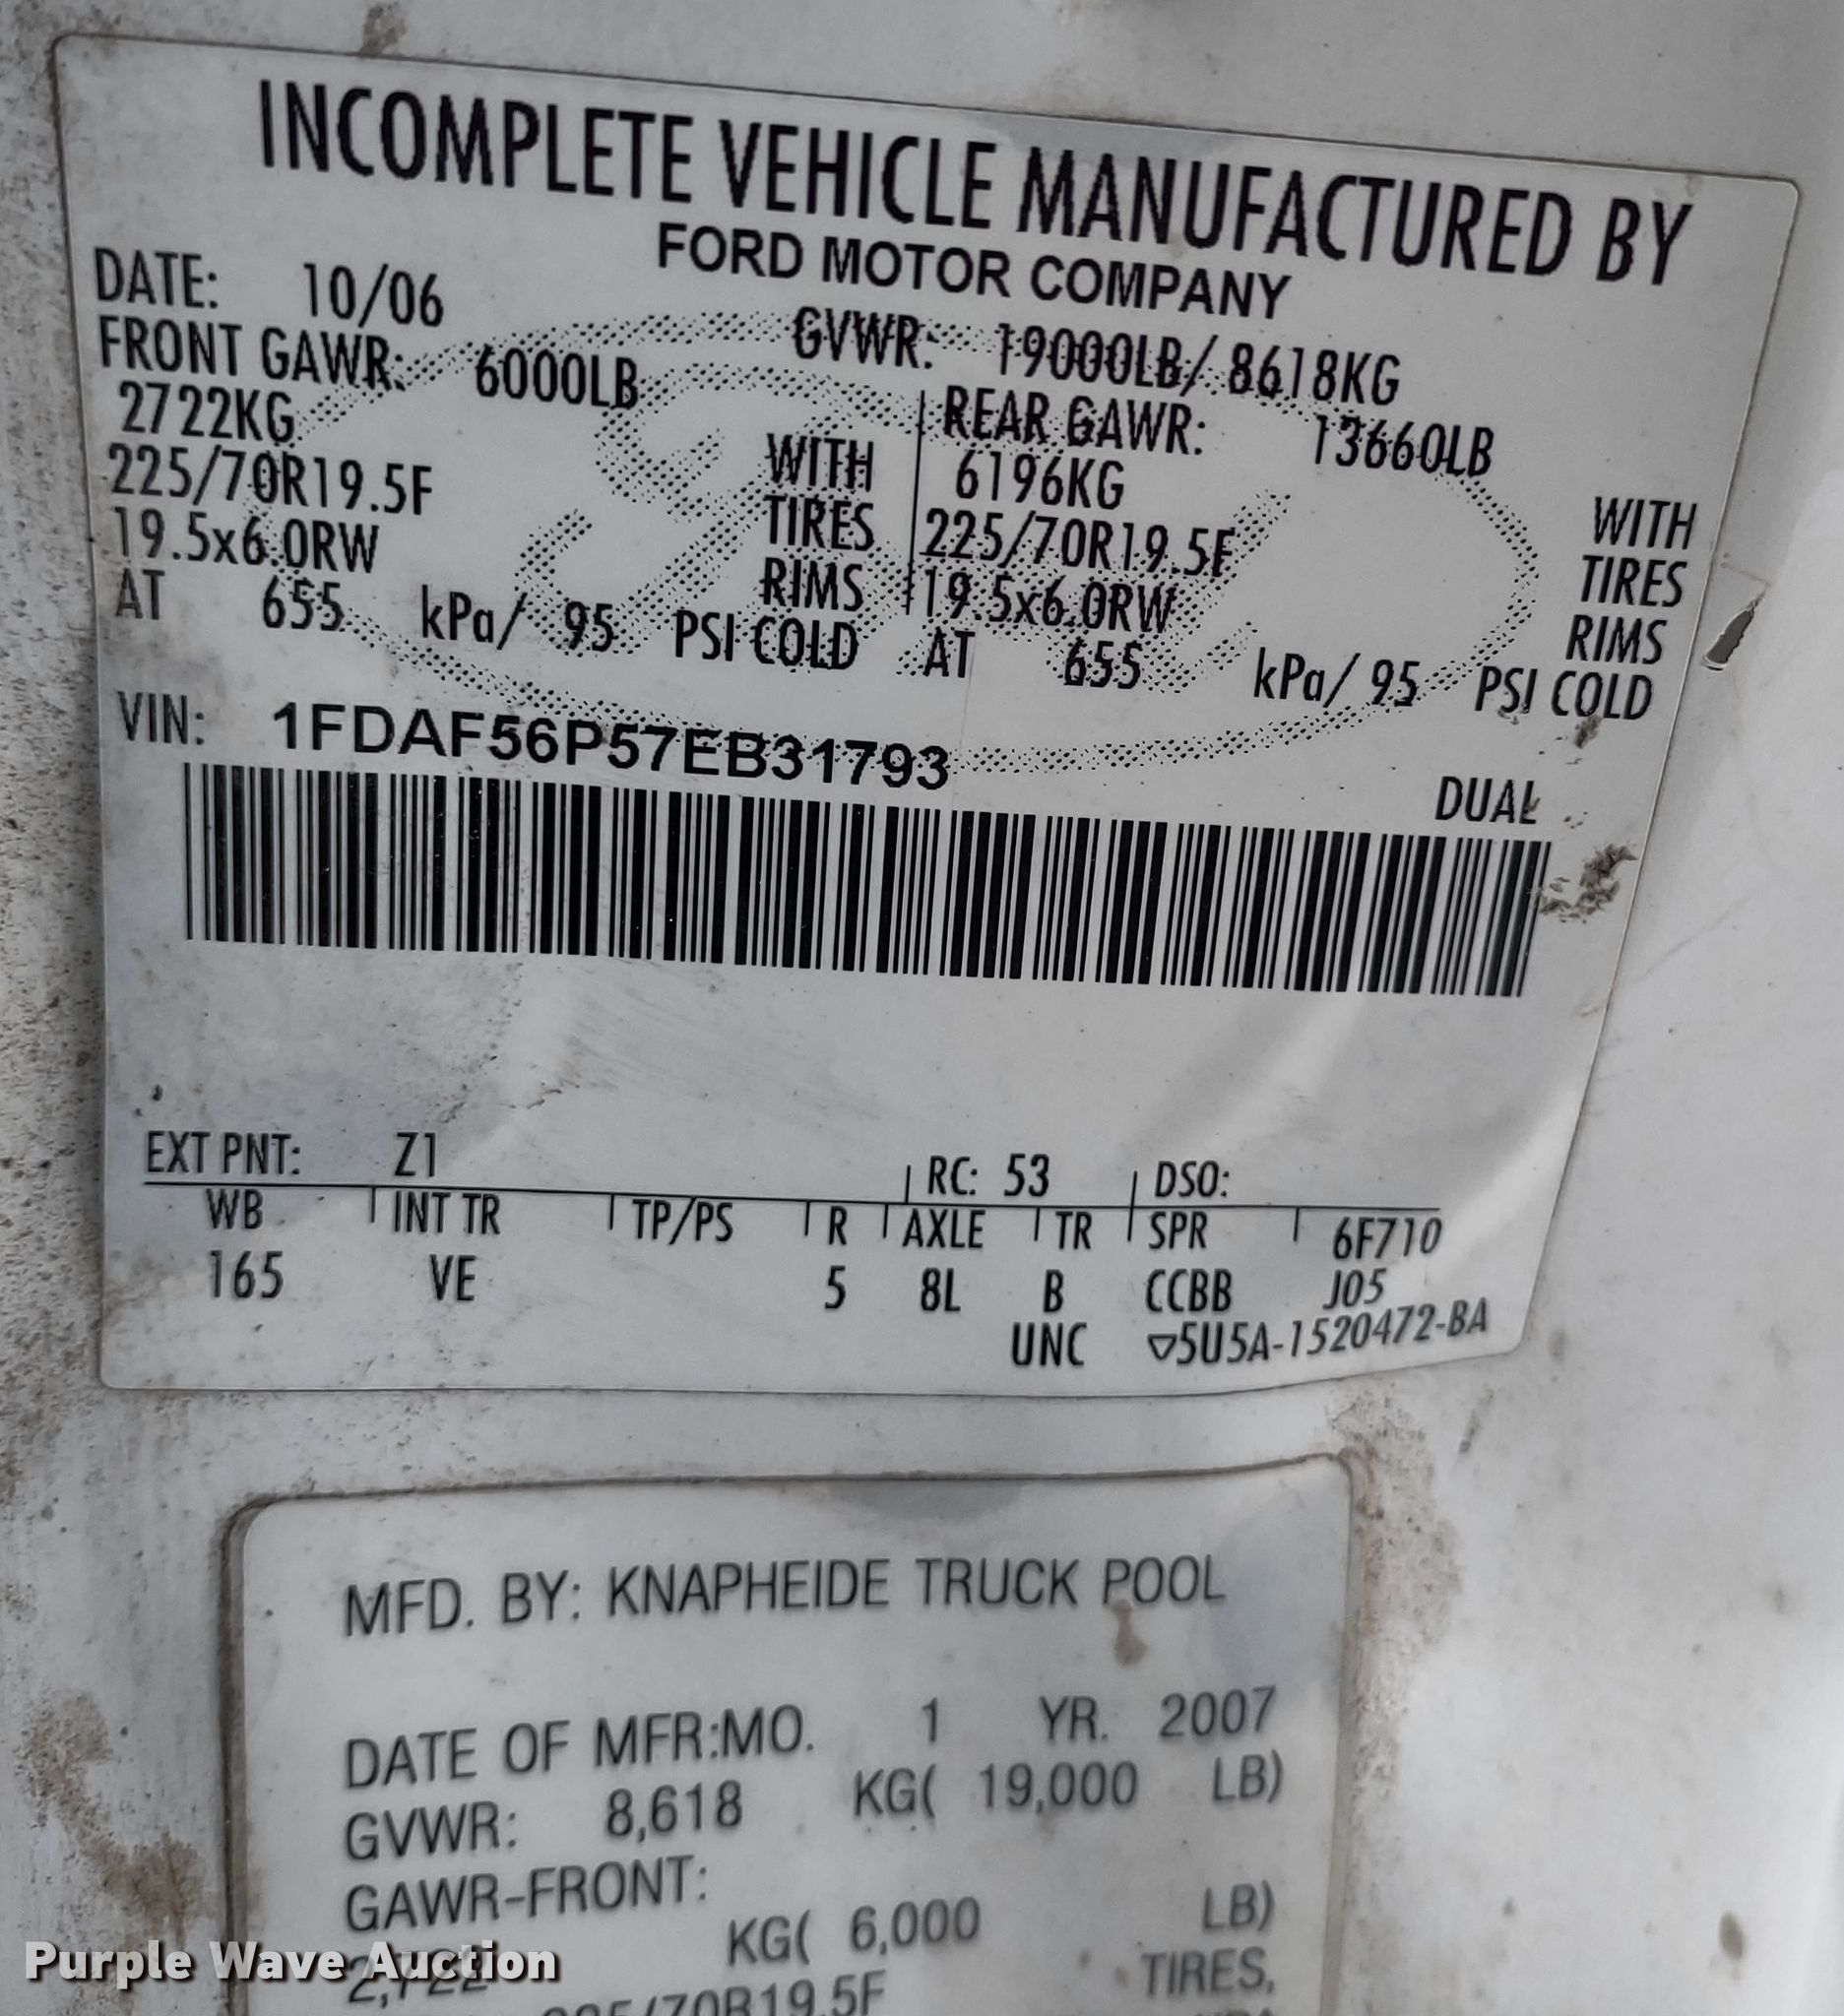 INCOMPLETE VEHICLE MANUFACTURED BY
FORD MOTOR COMPANY
DATE: 10/06 GVWR: 19000LB/ 8618KG
FRONT GAWR: 6000LB REAR GAWR: 13660LB
2722KG WITH 6196KG WITH
225/70R19.5F TIRES 225/70R19.5F TIRES
19.5x6.0RW RIMS 19.5x6.0RW RIMS
AT 655 kPa/ 95 PSI COLD AT 655 kPa/ 95 PSI COLD
VIN: 1FDAF56P57EB31793
DUAL
EXT PNT: Z1 RC: 53 DSO:
WB INT TR TP/PS R AXLE TR SPR 6F710
165 VE 5 8L B CCBB J05
UNC ▽5U5A-1520472-BA
MFD. BY: KNAPHEIDE TRUCK POOL
DATE OF MFR:MO. 1 YR. 2007
GVWR: 8,618 KG( 19,000 LB)
GAWR-FRONT:
2,722 KG( 6,000 LB)
225/70R19.5F TIRES,
Purple Wave Auction